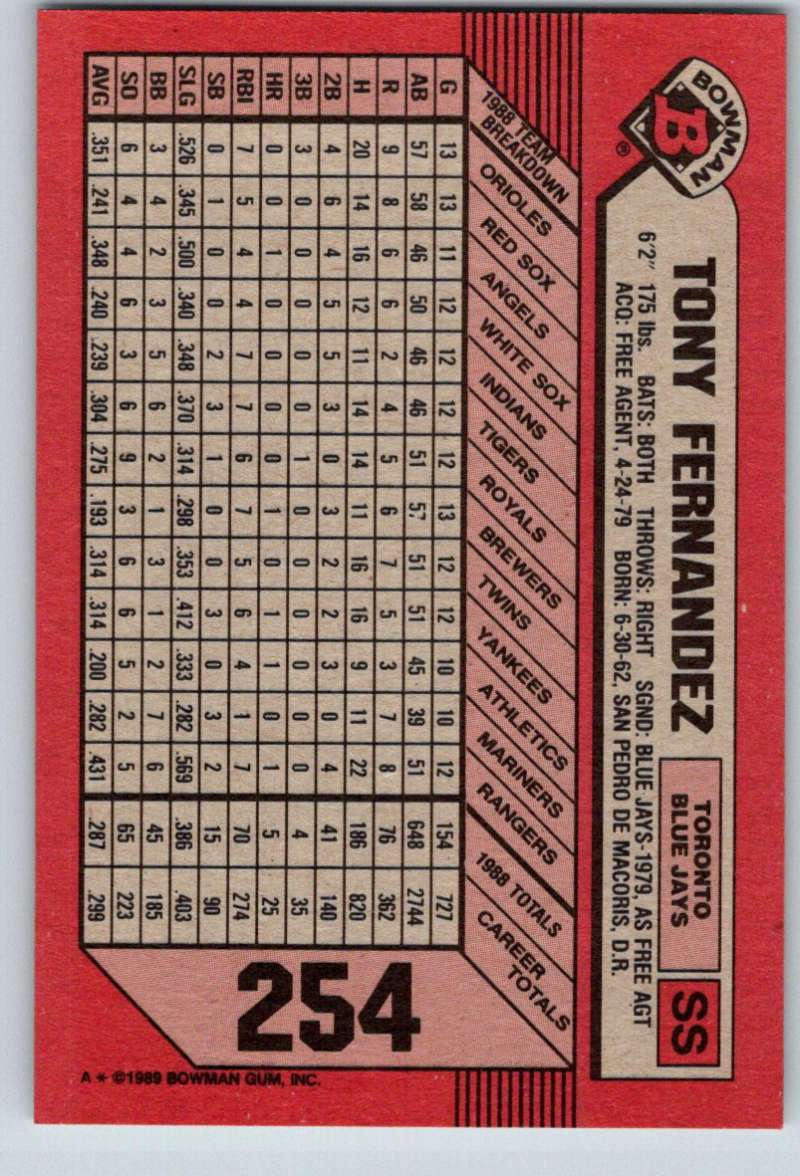 BOWMAN
B
®
TONY FERNANDEZ
TORONTO
BLUE JAYS
SS
6'2" 175 lbs. BATS: BOTH THROWS: RIGHT SGND: BLUE JAYS-1979, AS FREE AGT
ACQ: FREE AGENT, 4-24-79 BORN: 6-30-62, SAN PEDRO DE MACORIS, D.R.
1988 TEAM
BREAKDOWN
ORIOLES
RED SOX
ANGELS
WHITE SOX
INDIANS
TIGERS
ROYALS
BREWERS
TWINS
YANKEES
ATHLETICS
MARINERS
RANGERS
1988 TOTALS
CAREER
TOTALS
G 13 13 11 12 12 12 12 13 12 12 10 10 12 154 727
AB 57 58 46 50 46 46 51 57 51 51 45 39 51 648 2744
R 9 8 6 6 2 4 5 6 7 5 3 7 8 76 362
H 20 14 16 12 11 14 14 11 16 16 9 11 22 186 820
2B 4 6 4 5 5 3 0 3 2 2 3 0 4 41 140
3B 3 0 0 0 0 0 1 0 0 0 0 0 0 4 35
HR 0 0 1 0 0 0 0 1 0 1 1 0 1 5 25
RBI 7 5 4 4 7 7 6 7 5 6 4 1 7 70 274
SB 0 1 0 0 2 3 1 0 0 3 0 3 2 15 90
SLG .526 .345 .500 .340 .348 .370 .314 .298 .353 .412 .333 .282 .569 .386 .403
BB 3 4 2 3 5 6 2 1 3 1 2 7 6 45 185
SO 6 4 4 6 3 6 9 3 6 6 5 2 5 65 223
AVG .351 .241 .348 .240 .239 .304 .275 .193 .314 .314 .200 .282 .431 .287 .299
254
A * ©1989 BOWMAN GUM, INC.